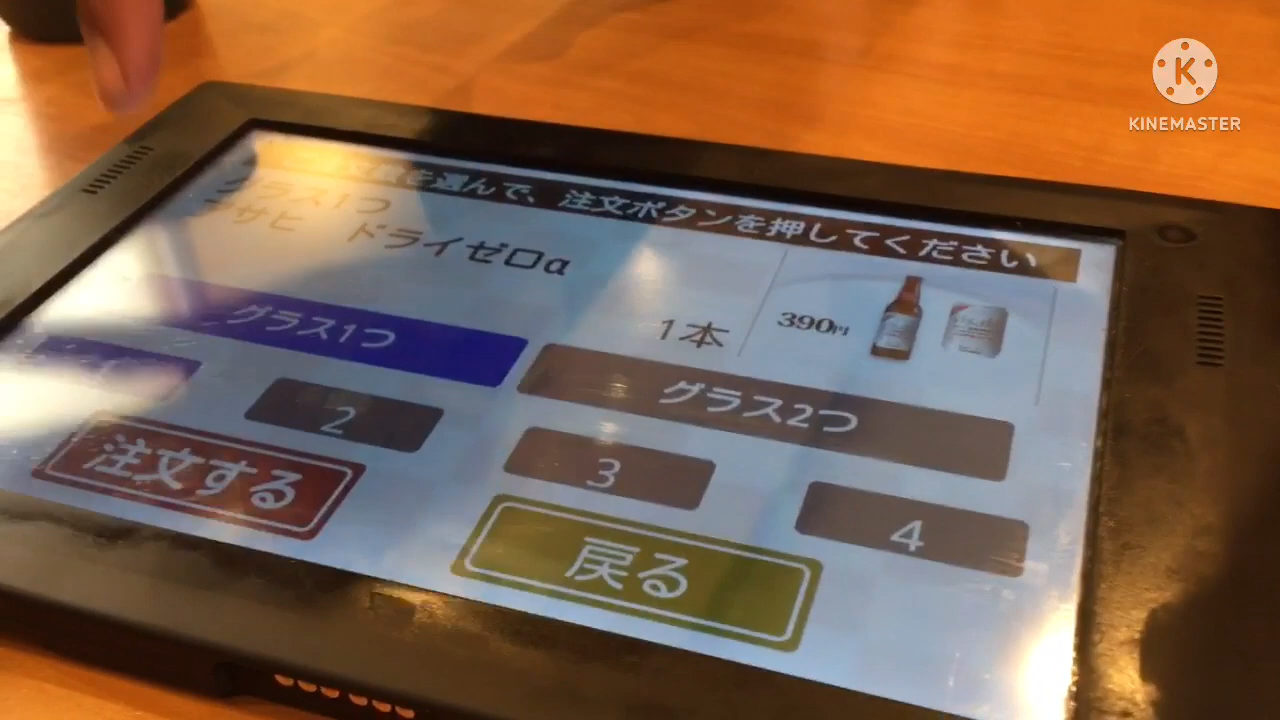 を選んで、注文ボタンを押してください
グラス1つ
アサヒ ドライゼロα
1本
390円
グラス1つ
グラス2つ
2
3
4
注文する
戻る
K
KINEMASTER